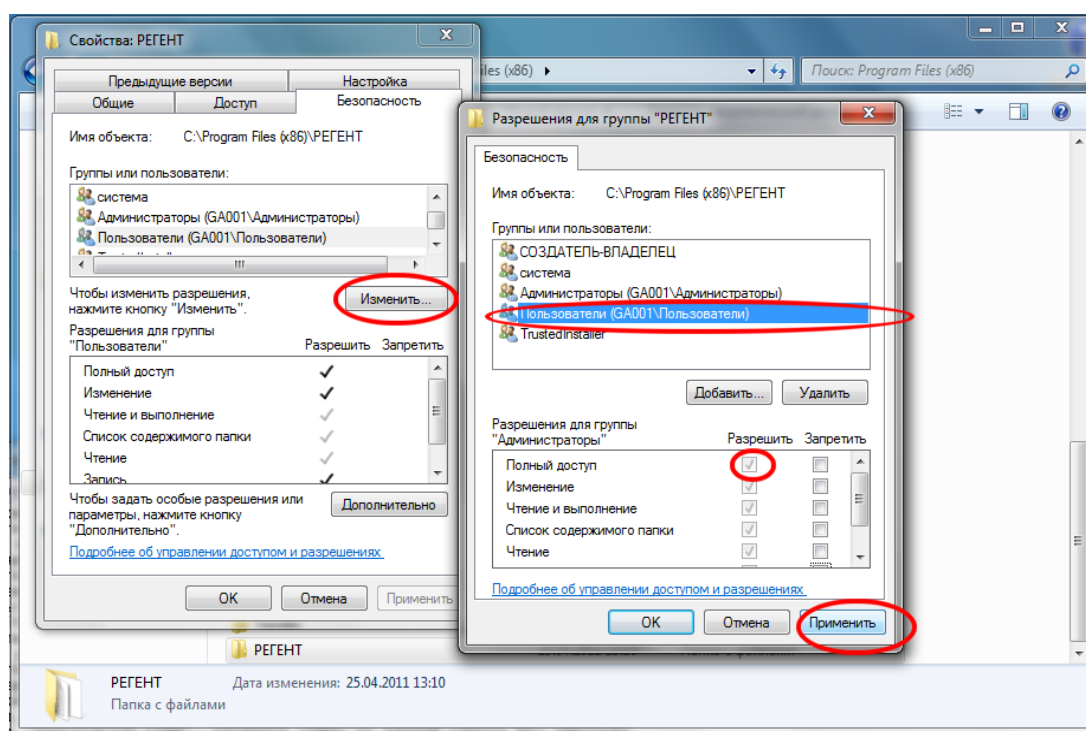 Свойства: РЕГЕНТ
Предыдущие версии
Настройка
Общие
Доступ
Безопасность
Имя объекта: C:\Program Files (x86)\РЕГЕНТ
Группы или пользователи:
система
Администраторы (GA001\Администраторы)
Пользователи (GA001\Пользователи)
Чтобы изменить разрешения,
нажмите кнопку "Изменить".
Изменить...
Разрешения для группы
"Пользователи"
Разрешить Запретить
Полный доступ
Изменение
Чтение и выполнение
Список содержимого папки
Чтение
Запись
Чтобы задать особые разрешения или
параметры, нажмите кнопку
"Дополнительно".
Дополнительно
Подробнее об управлении доступом и разрешениях
OK
Отмена
Применить
iles (x86)
Поиск: Program Files (x86)
Разрешения для группы "РЕГЕНТ"
Безопасность
Имя объекта: C:\Program Files (x86)\РЕГЕНТ
Группы или пользователи:
СОЗДАТЕЛЬ-ВЛАДЕЛЕЦ
система
Администраторы (GA001\Администраторы)
Пользователи (GA001\Пользователи)
TrustedInstaller
Добавить...
Удалить
Разрешения для группы
"Администраторы"
Разрешить Запретить
Полный доступ
Изменение
Чтение и выполнение
Список содержимого папки
Чтение
Подробнее об управлении доступом и разрешениях
OK
Отмена
Применить
РЕГЕНТ
РЕГЕНТ Дата изменения: 25.04.2011 13:10
Папка с файлами